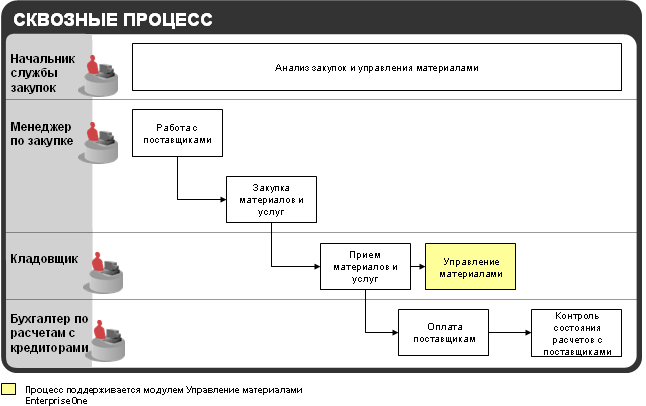 СКВОЗНЫЕ ПРОЦЕСС
Начальник
службы
закупок
Анализ закупок и управления материалами
Менеджер
по закупке
Работа с
поставщиками
Закупка
материалов и
услуг
Кладовщик
Прием
материалов и
услуг
Управление
материалами
Бухгалтер по
расчетам с
кредиторами
Оплата
поставщикам
Контроль
состояния
расчетов с
поставщиками
Процесс поддерживается модулем Управление материалами
EnterpriseOne